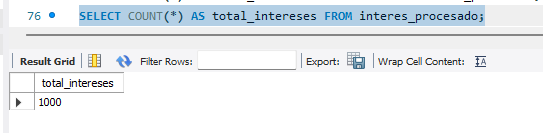 76 SELECT COUNT(*) AS total_intereses FROM interes_procesado;
Result Grid Filter Rows: Export: Wrap Cell Content:
total_intereses
1000